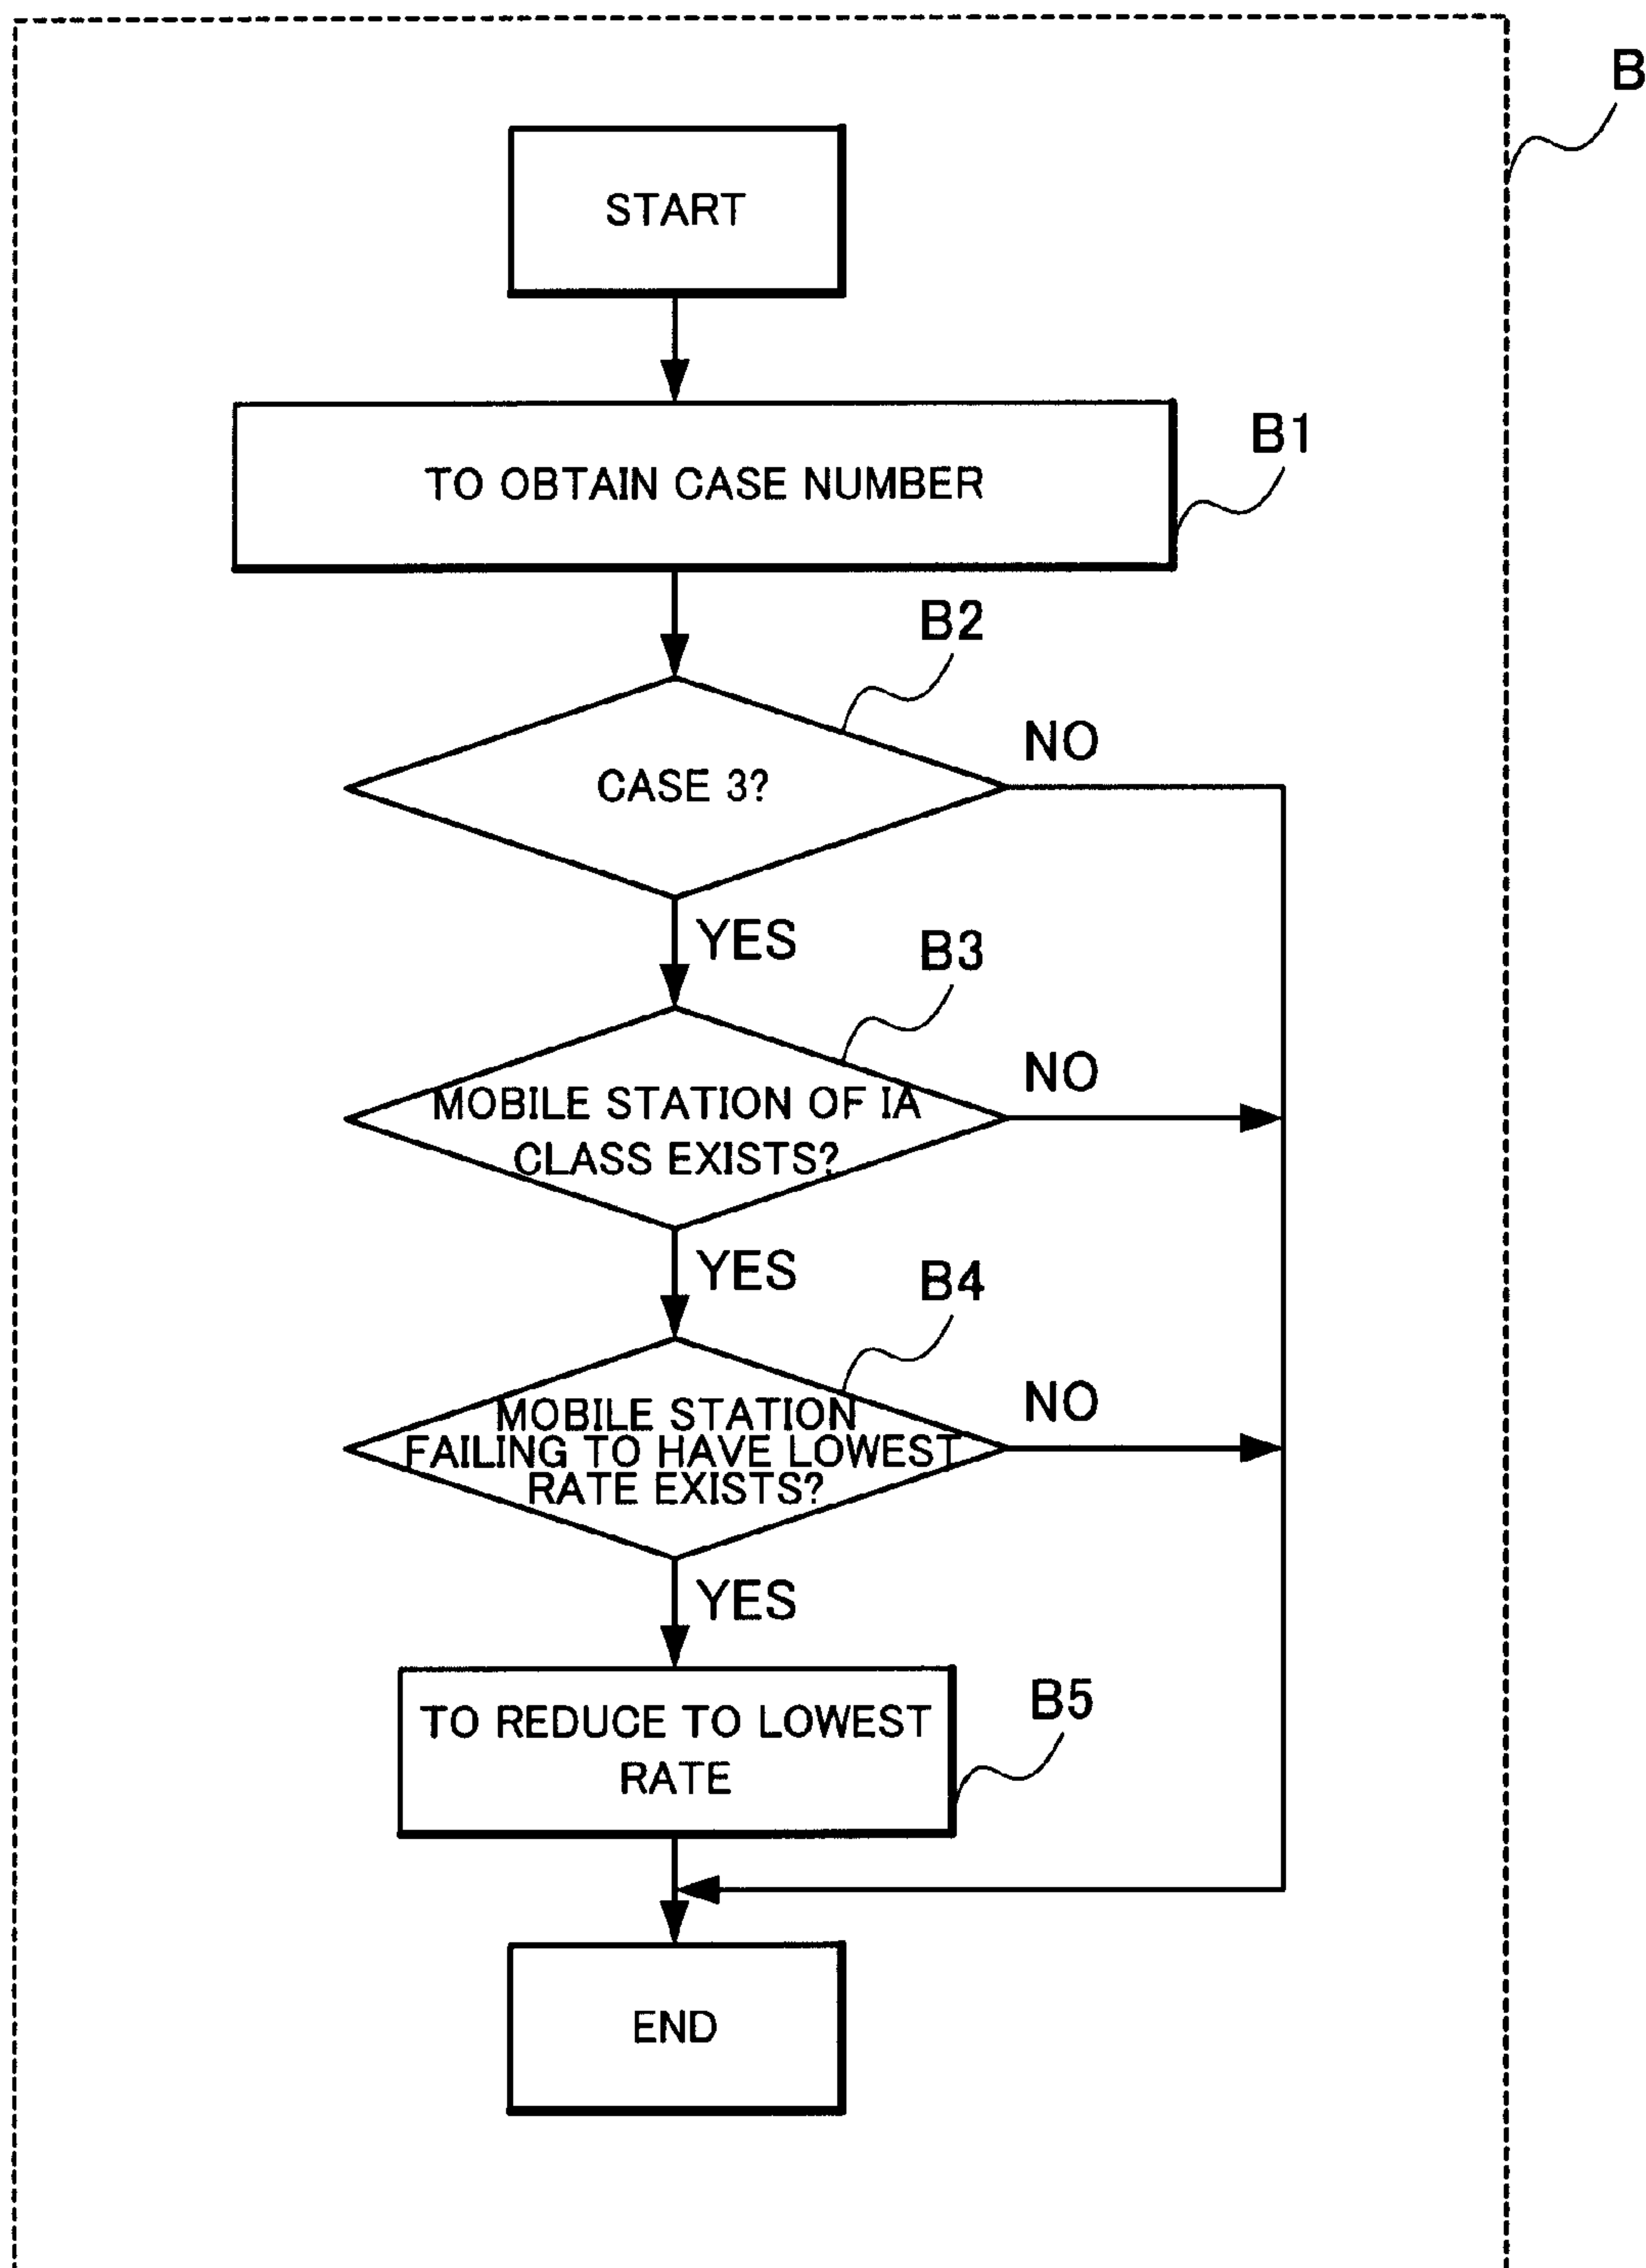 B
START
TO OBTAIN CASE NUMBER
B1
B2
CASE 3?
NO
YES
B3
MOBILE STATION OF IA
CLASS EXISTS?
NO
YES
B4
MOBILE STATION
FAILING TO HAVE LOWEST
RATE EXISTS?
NO
YES
TO REDUCE TO LOWEST
RATE
B5
END